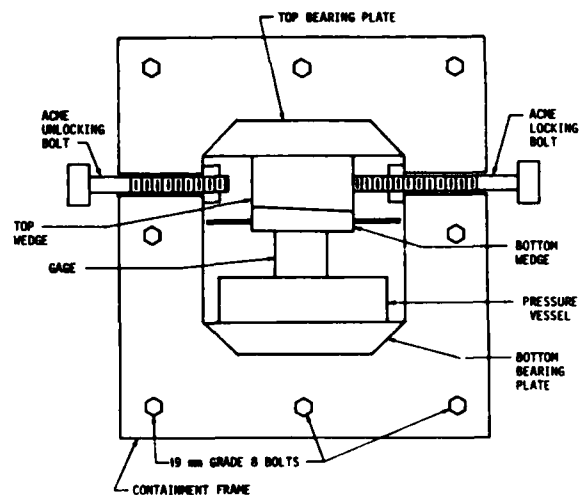 TOP BEARING PLATE
ACME
UNLOCKING
BOLT
ACME
LOCKING
BOLT
TOP
WEDGE
GAGE
BOTTOM
WEDGE
PRESSURE
VESSEL
BOTTOM
BEARING
PLATE
19 mm GRADE 8 BOLTS
CONTAINMENT FRAME